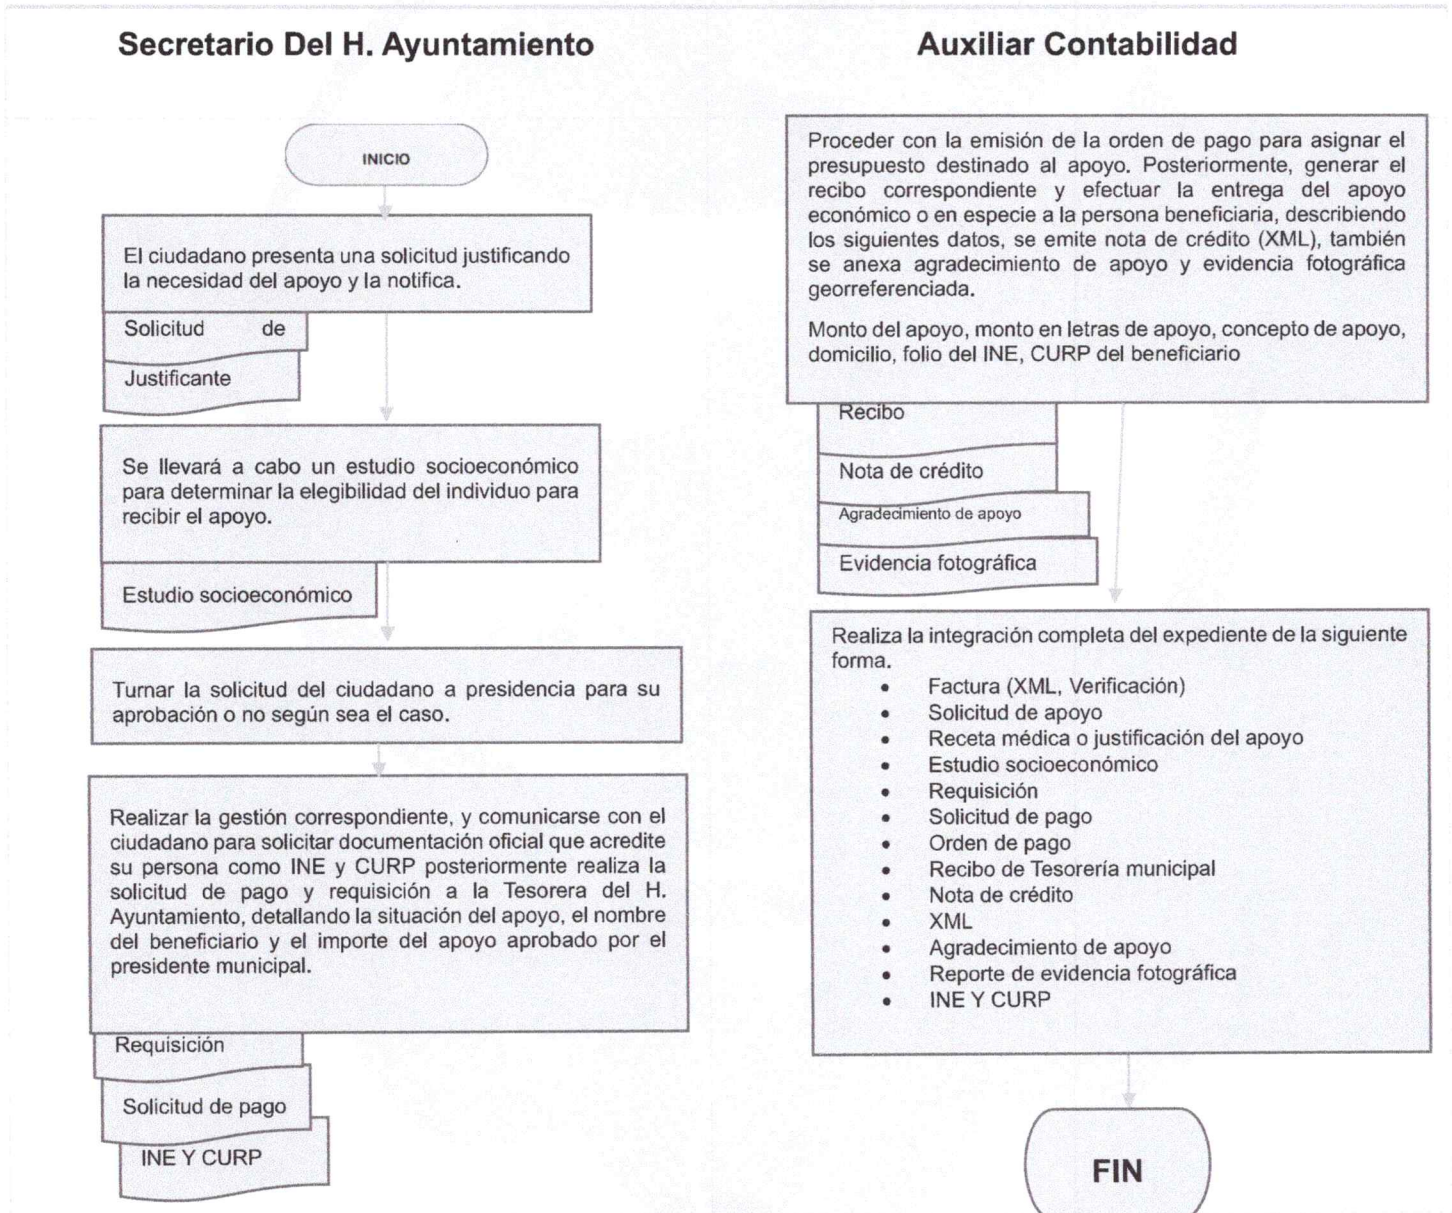 Secretario Del H. Ayuntamiento
INICIO
El ciudadano presenta una solicitud justificando
la necesidad del apoyo y la notifica.
Solicitud de
Justificante
Se llevará a cabo un estudio socioeconómico
para determinar la elegibilidad del individuo para
recibir el apoyo.
Estudio socioeconómico
Turnar la solicitud del ciudadano a presidencia para su
aprobación o no según sea el caso.
Realizar la gestión correspondiente, y comunicarse con el
ciudadano para solicitar documentación oficial que acredite
su persona como INE y CURP posteriormente realiza la
solicitud de pago y requisición a la Tesorera del H.
Ayuntamiento, detallando la situación del apoyo, el nombre
del beneficiario y el importe del apoyo aprobado por el
presidente municipal.
Requisición
Solicitud de pago
INE Y CURP
Auxiliar Contabilidad
Proceder con la emisión de la orden de pago para asignar el
presupuesto destinado al apoyo. Posteriormente, generar el
recibo correspondiente y efectuar la entrega del apoyo
económico o en especie a la persona beneficiaria, describiendo
los siguientes datos, se emite nota de crédito (XML), también
se anexa agradecimiento de apoyo y evidencia fotográfica
georreferenciada.
Monto del apoyo, monto en letras de apoyo, concepto de apoyo,
domicilio, folio del INE, CURP del beneficiario
Recibo
Nota de crédito
Agradecimiento de apoyo
Evidencia fotográfica
Realiza la integración completa del expediente de la siguiente
forma.
• Factura (XML, Verificación)
• Solicitud de apoyo
• Receta médica o justificación del apoyo
• Estudio socioeconómico
• Requisición
• Solicitud de pago
• Orden de pago
• Recibo de Tesorería municipal
• Nota de crédito
• XML
• Agradecimiento de apoyo
• Reporte de evidencia fotográfica
• INE Y CURP
FIN